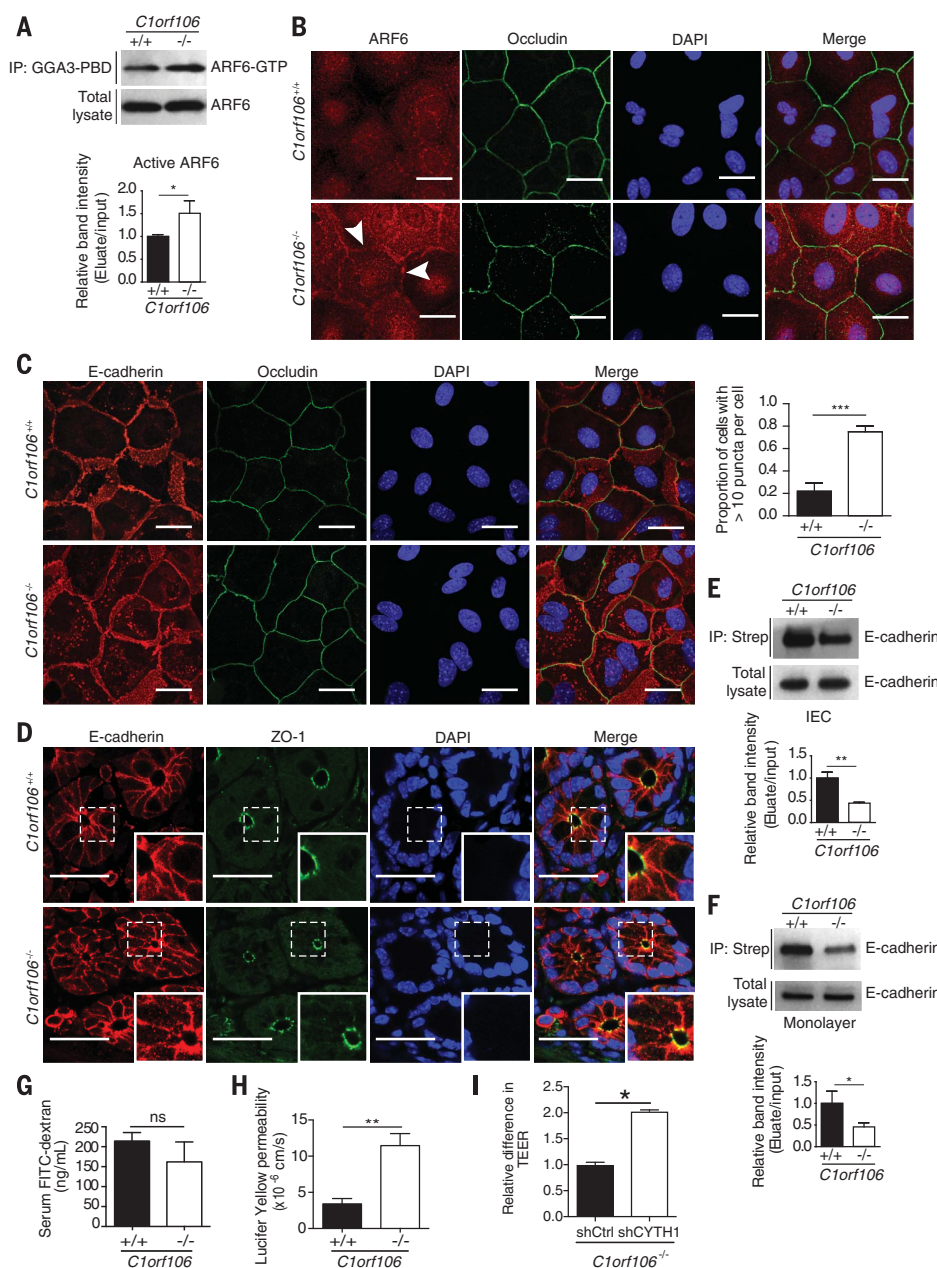 A
C1orf106
+/+ -/-
IP: GGA3-PBD
ARF6-GTP
Total lysate
ARF6
Active ARF6
*
Relative band intensity (Eluate/input)
2.0
1.5
1.0
0.5
0.0
+/+ -/-
C1orf106
B
ARF6 Occludin DAPI Merge
C1orf106+/+
C1orf106-/-
C
E-cadherin Occludin DAPI Merge
C1orf106+/+
C1orf106-/-
***
Proportion of cells with > 10 puncta per cell
1.0
0.8
0.6
0.4
0.2
0.0
+/+ -/-
C1orf106
D
E-cadherin ZO-1 DAPI Merge
C1orf106+/+
C1orf106-/-
E
C1orf106
+/+ -/-
IP: Strep
E-cadherin
Total lysate
E-cadherin
IEC
**
Relative band intensity (Eluate/input)
1.5
1.0
0.5
0.0
+/+ -/-
C1orf106
F
C1orf106
+/+ -/-
IP: Strep
E-cadherin
Total lysate
E-cadherin
Monolayer
*
Relative band intensity (Eluate/input)
1.5
1.0
0.5
0.0
+/+ -/-
C1orf106
G
ns
Serum FITC-dextran (ng/mL)
250
200
150
100
150
0
+/+ -/-
C1orf106
H
**
Lucifer Yellow permeability (x10-6 cm/s)
15
10
5
0
+/+ -/-
C1orf106
I
*
Relative difference in TEER
2.5
2.0
1.5
1.0
0.5
0.0
shCtrl shCYTH1
C1orf106-/-